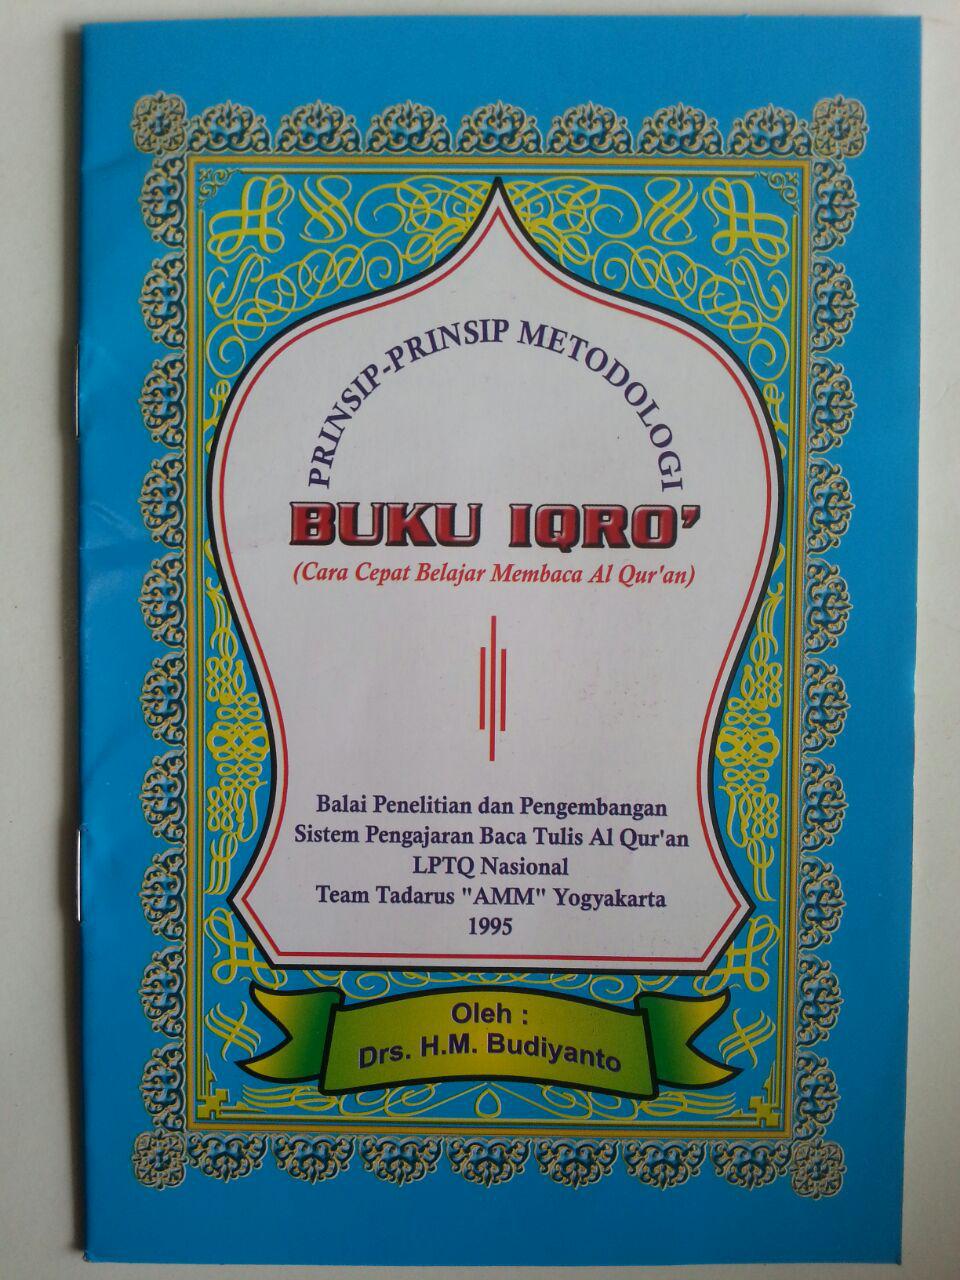 PRINSIP-PRINSIP METODOLOGI
BUKU IQRO'
(Cara Cepat Belajar Membaca Al Qur'an)
Balai Penelitian dan Pengembangan
Sistem Pengajaran Baca Tulis Al Qur'an
LPTQ Nasional
Team Tadarus "AMM" Yogyakarta
1995
Oleh :
Drs. H.M. Budiyanto